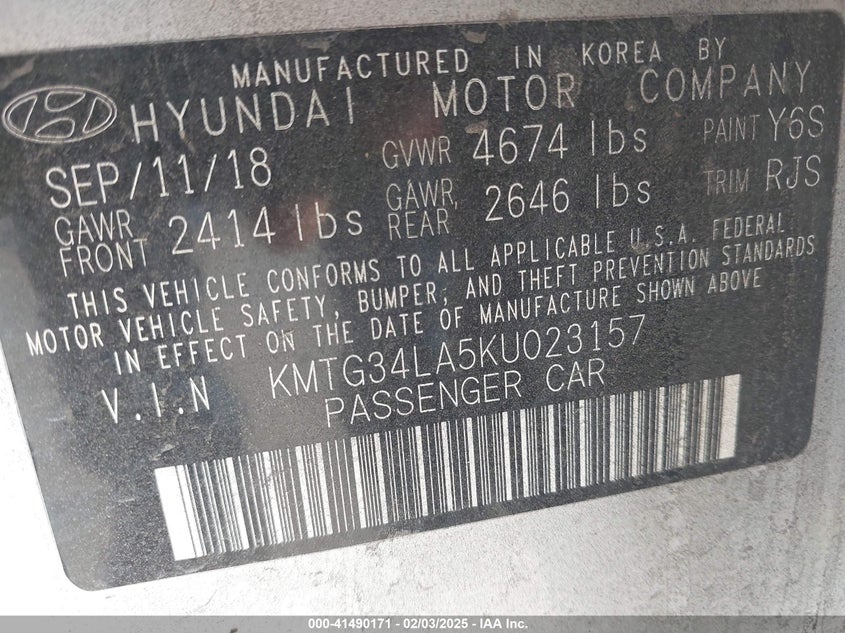 MANUFACTURED IN KOREA BY
HYUNDAI MOTOR COMPANY
SEP/11/18 GVWR 4674 lbs PAINT Y6S
GAWR FRONT 2414 lbs GAWR REAR 2646 lbs TRIM RJS
THIS VEHICLE CONFORMS TO ALL APPLICABLE U.S.A. FEDERAL
MOTOR VEHICLE SAFETY, BUMPER, AND THEFT PREVENTION STANDARDS
IN EFFECT ON THE DATE OF MANUFACTURE SHOWN ABOVE
V.I.N KMTG34LA5KU023157
PASSENGER CAR
000-41490171 - 02/03/2025 - IAA Inc.